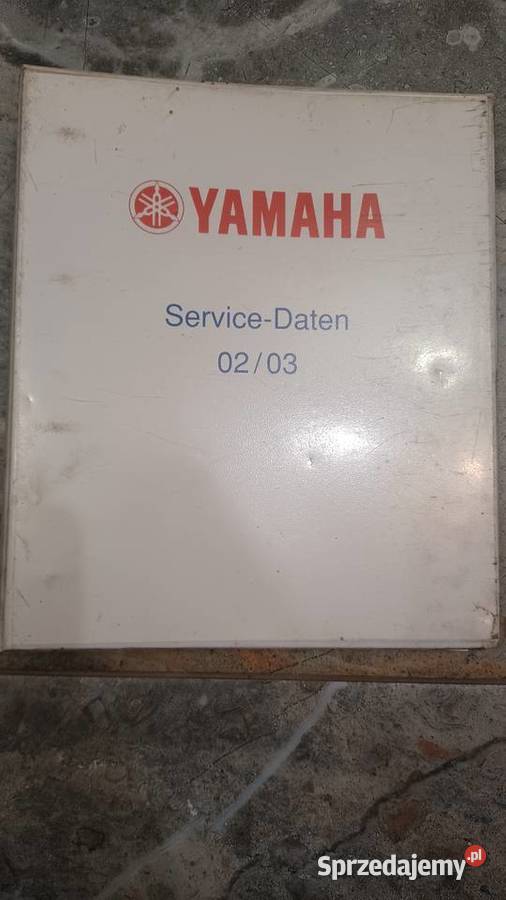 YAMAHA
Service-Daten
02/03
Sprzedajemy.pl